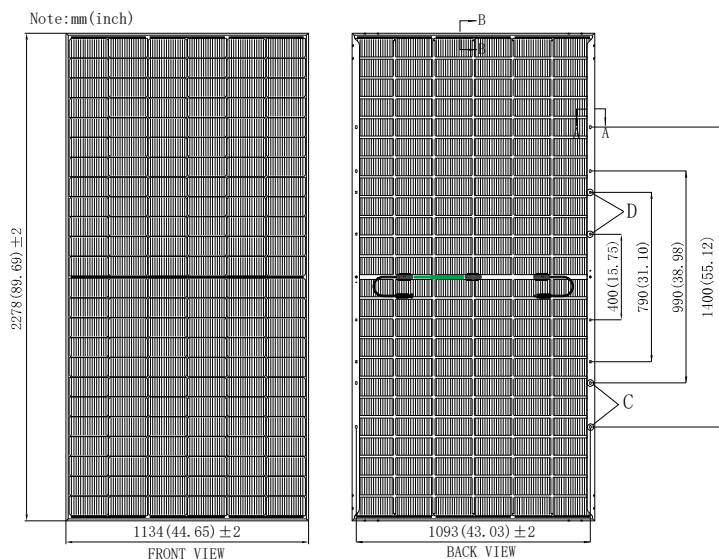 Note:mm(inch)
B
B
A
A
D
C
2278(89.69)±2
400(15.75)
790(31.10)
990(38.98)
1400(55.12)
1134(44.65)±2
FRONT VIEW
1093(43.03)±2
BACK VIEW